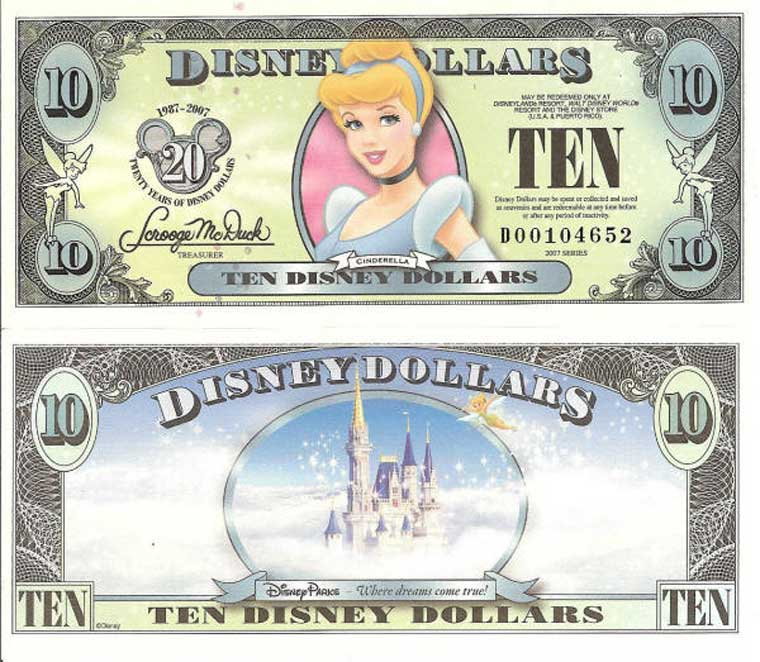 DISNEY DOLLARS
10
10
1987-2007
20
TWENTY YEARS OF DISNEY DOLLARS
MAY BE REDEEMED ONLY AT
DISNEYLAND® RESORT, WALT DISNEY WORLD®
RESORT AND THE DISNEY STORE
(U.S.A. & PUERTO RICO).
TEN
Disney Dollars may be spent or collected and saved
as souvenirs and are redeemable at any time before
or after any period of inactivity.
Scrooge McDuck
TREASURER
D00104652
2007 SERIES
10
10
CINDERELLA
TEN DISNEY DOLLARS
DISNEY DOLLARS
10
10
Disney PARKS – Where dreams come true!
TEN
TEN DISNEY DOLLARS
TEN
©Disney